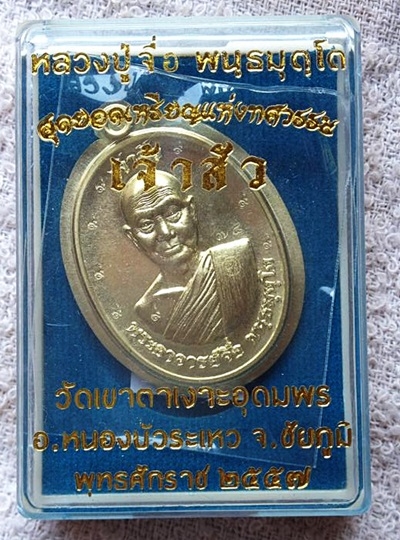 หลวงปู่จื่อ พนฺธมุตฺโต
สุดยอดเหรียญแห่งทศวรรษ
เจ้าสัว
วัดเขาตาเงาะอุดมพร
อ.หนองบัวระเหว จ.ชัยภูมิ
พุทธศักราช ๒๕๕๗